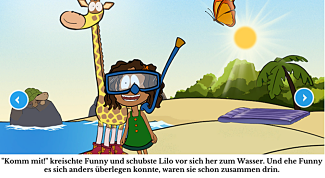 "Komm mit!" kreischte Funny und schubste Lilo vor sich her zum Wasser. Und ehe Funny
es sich anders überlegen konnte, waren sie schon zusammen drin.